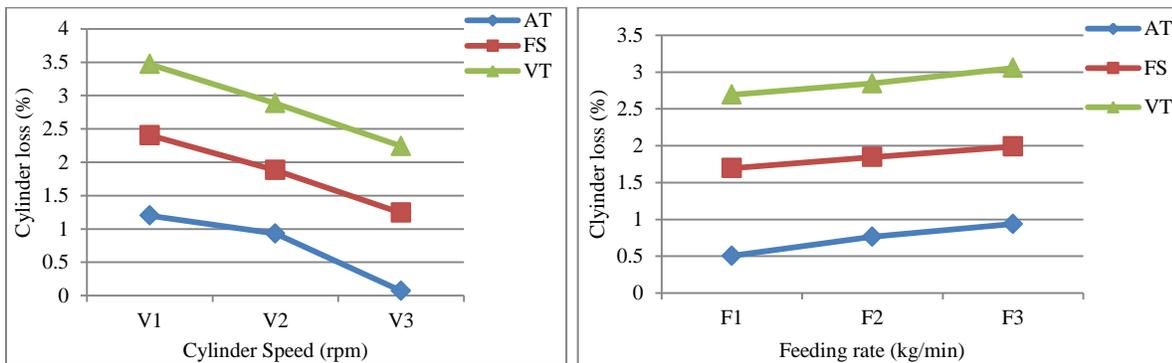 Cylinder loss (%)
4
3.5
3
2.5
2
1.5
1
0.5
0
V1 V2 V3
Cylinder Speed (rpm)
AT
FS
VT
Clyinder loss (%)
3.5
3
2.5
2
1.5
1
0.5
0
F1 F2 F3
Feeding rate (kg/min)
AT
FS
VT